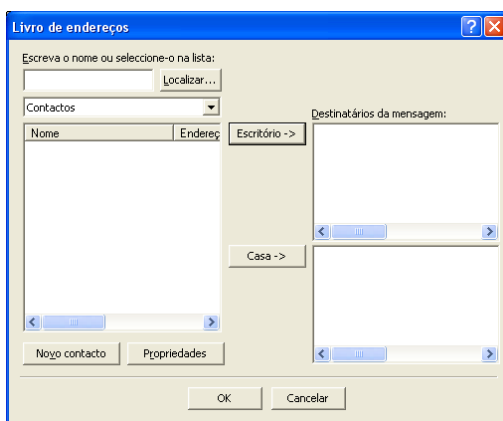 Livro de endereços
Escreva o nome ou seleccione-o na lista:
Localizar...
Contactos
Nome
Endereç
Escritório ->
Destinatários da mensagem:
Casa ->
Novo contacto
Propriedades
OK
Cancelar